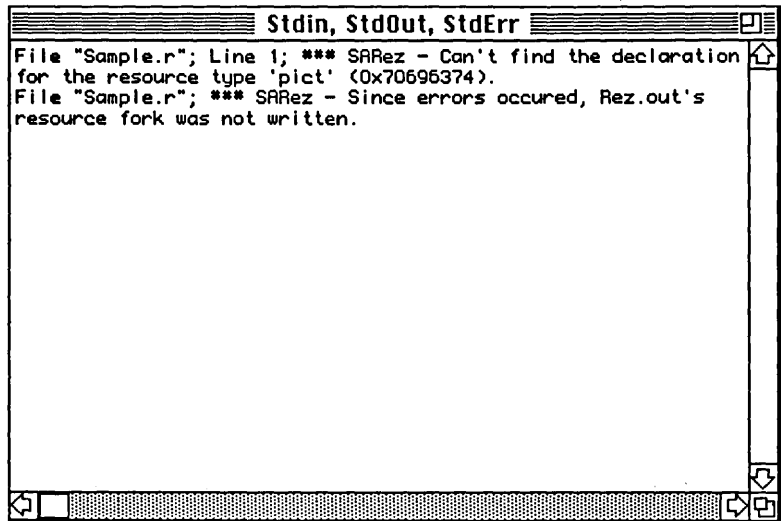 Stdin, StdOut, StdErr
File "Sample.r"; Line 1; *** SARez - Can't find the declaration
for the resource type 'pict' (0x70696374).
File "Sample.r"; *** SARez - Since errors occured, Rez.out's
resource fork was not written.